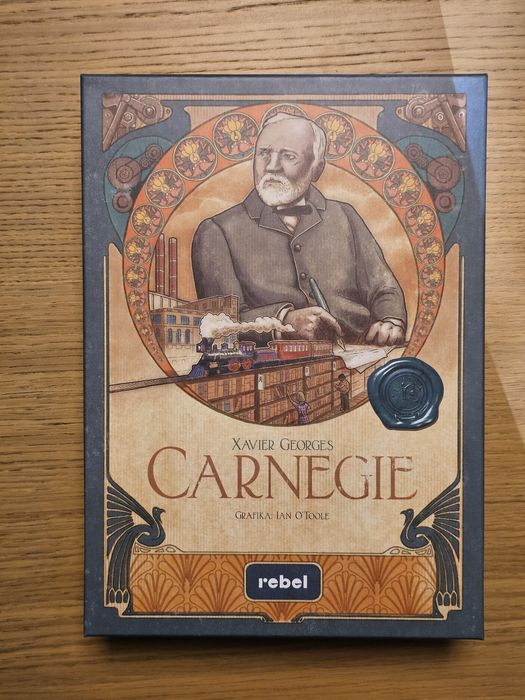 Xavier Georges
Carnegie
Grafika: Ian O'Toole
rebel